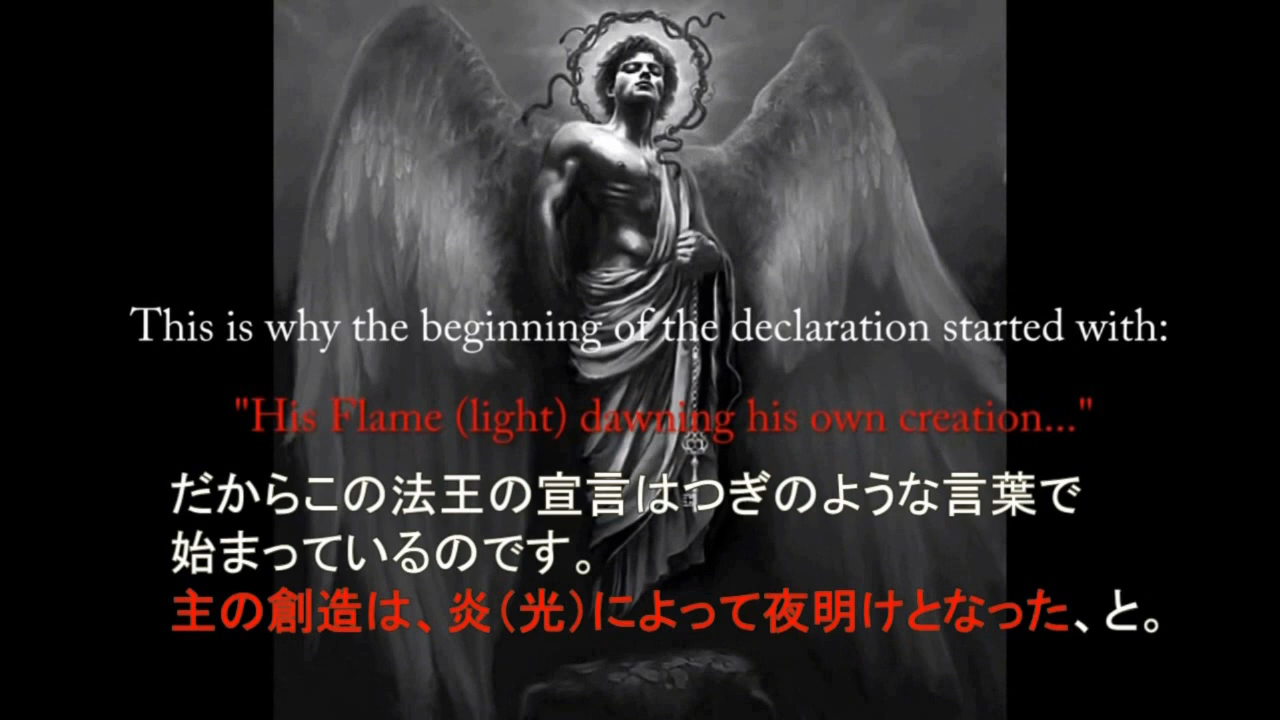 This is why the beginning of the declaration started with:
"His Flame (light) dawning his own creation..."
だからこの法王の宣言はつぎのような言葉で
始まっているのです。
主の創造は、炎（光）によって夜明けとなった、と。